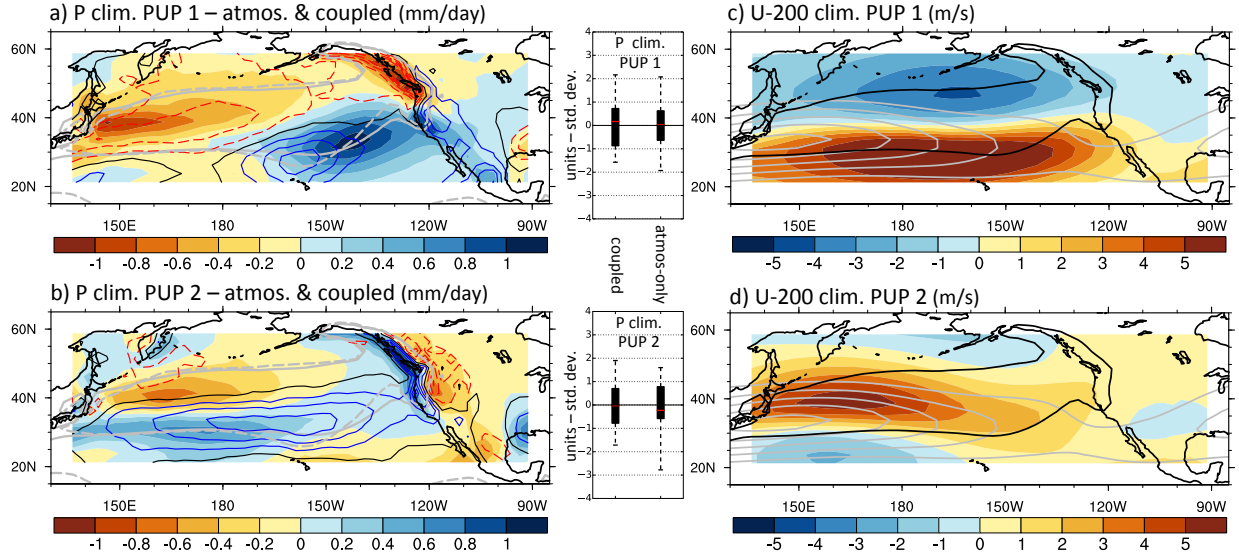 a) P clim. PUP 1 – atmos. & coupled (mm/day)
60N
40N
20N
150E 180 150W 120W 90W
-1 -0.8 -0.6 -0.4 -0.2 0 0.2 0.4 0.6 0.8 1
4
3
2
1
0
−1
−2
−3
−4
P clim.
PUP 1
units – std. dev.
coupled
atmos-only
c) U-200 clim. PUP 1 (m/s)
60N
40N
20N
150E 180 150W 120W 90W
-5 -4 -3 -2 -1 0 1 2 3 4 5
b) P clim. PUP 2 – atmos. & coupled (mm/day)
60N
40N
20N
150E 180 150W 120W 90W
-1 -0.8 -0.6 -0.4 -0.2 0 0.2 0.4 0.6 0.8 1
4
3
2
1
0
−1
−2
−3
−4
P clim.
PUP 2
units – std. dev.
d) U-200 clim. PUP 2 (m/s)
60N
40N
20N
150E 180 150W 120W 90W
-5 -4 -3 -2 -1 0 1 2 3 4 5